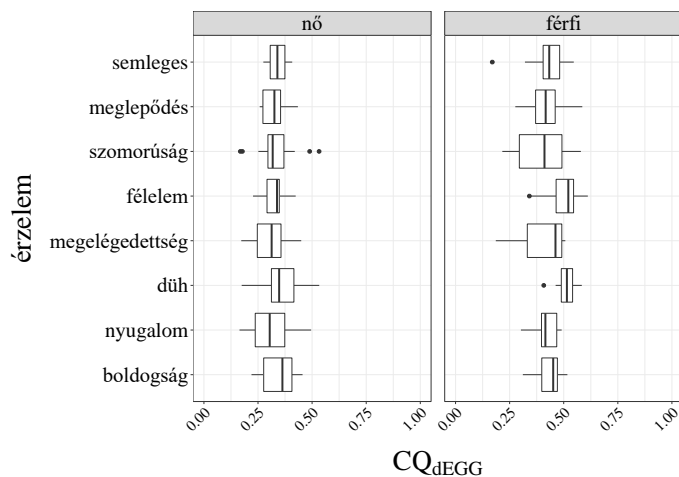 nő
férfi
semleges
meglepődés
szomorúság
félelem
megelégedettség
düh
nyugalom
boldogság
érzelem
0.00 0.25 0.50 0.75 1.00
0.00 0.25 0.50 0.75 1.00
CQdEGG